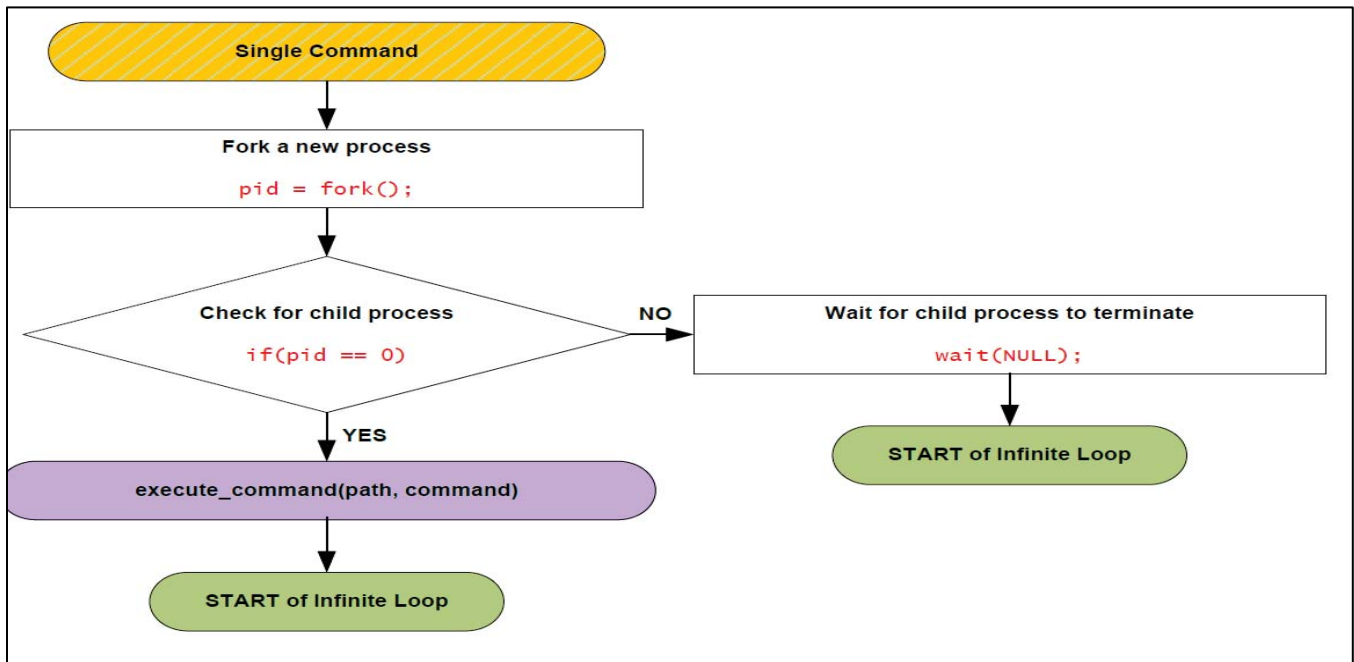 Single Command
Fork a new process
pid = fork();
Check for child process
if(pid == 0)
NO
Wait for child process to terminate
wait(NULL);
YES
START of Infinite Loop
execute_command(path, command)
START of Infinite Loop